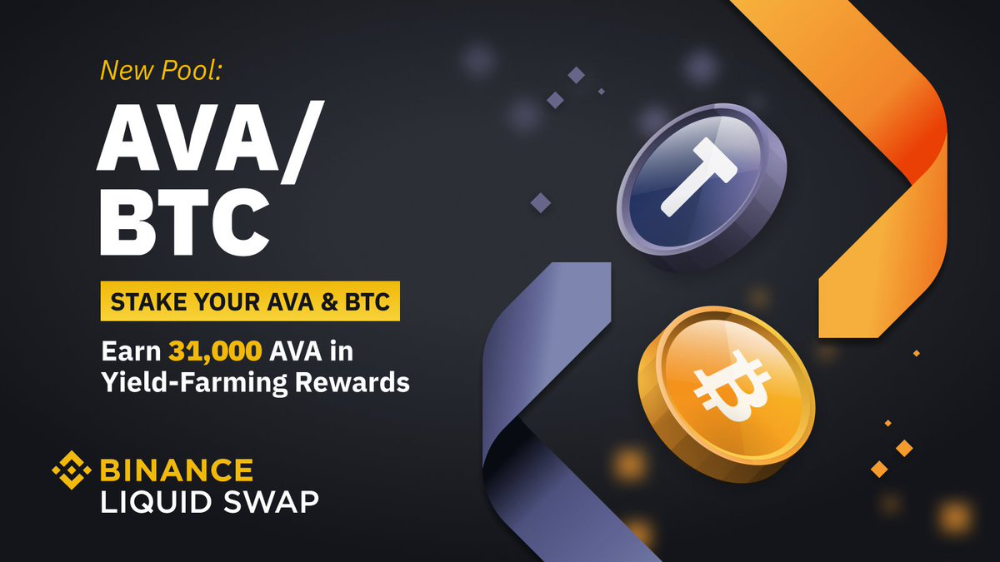 New Pool:
AVA/
BTC
STAKE YOUR AVA & BTC
Earn 31,000 AVA in
Yield-Farming Rewards
BINANCE
LIQUID SWAP